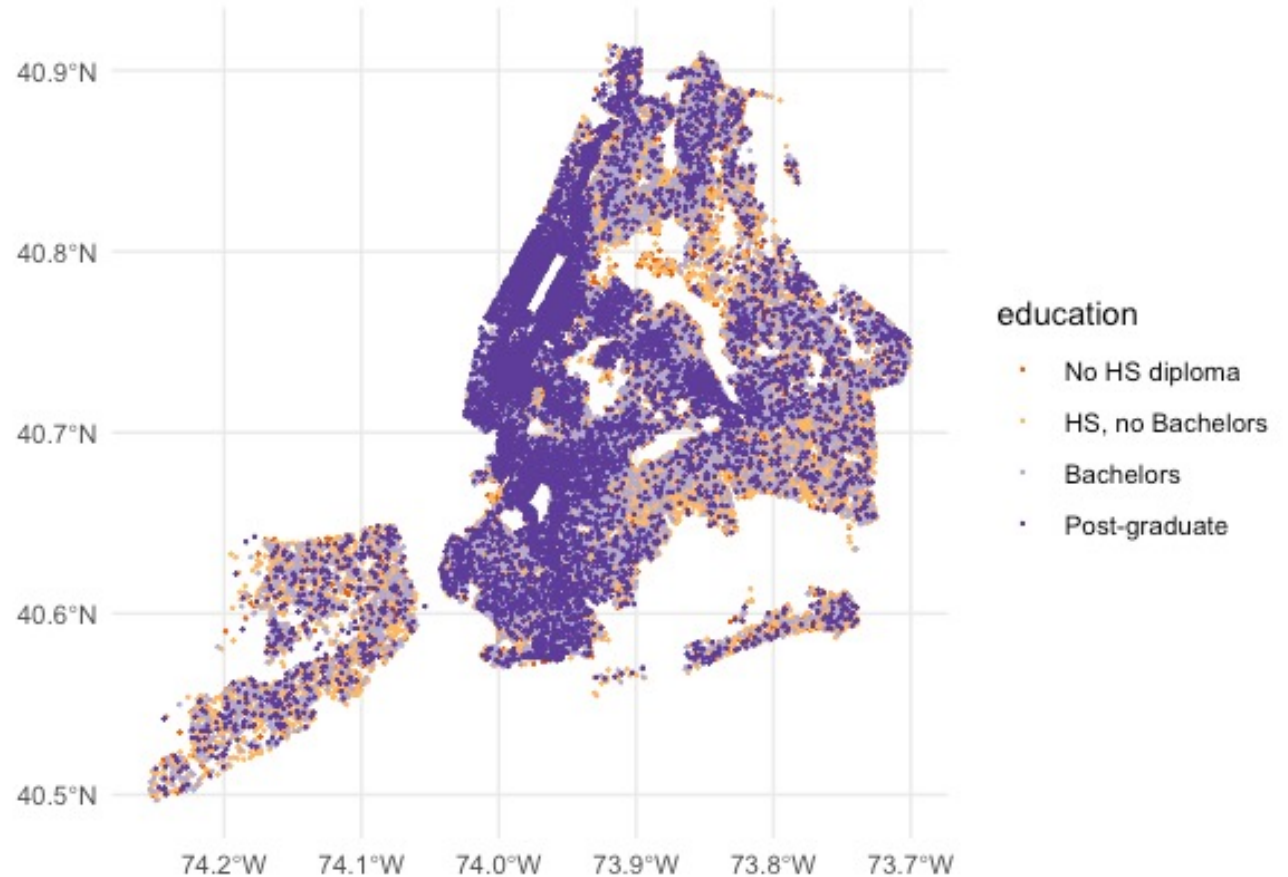 40.9°N
40.8°N
40.7°N
40.6°N
40.5°N
74.2°W
74.1°W
74.0°W
73.9°W
73.8°W
73.7°W
education
No HS diploma
HS, no Bachelors
Bachelors
Post-graduate